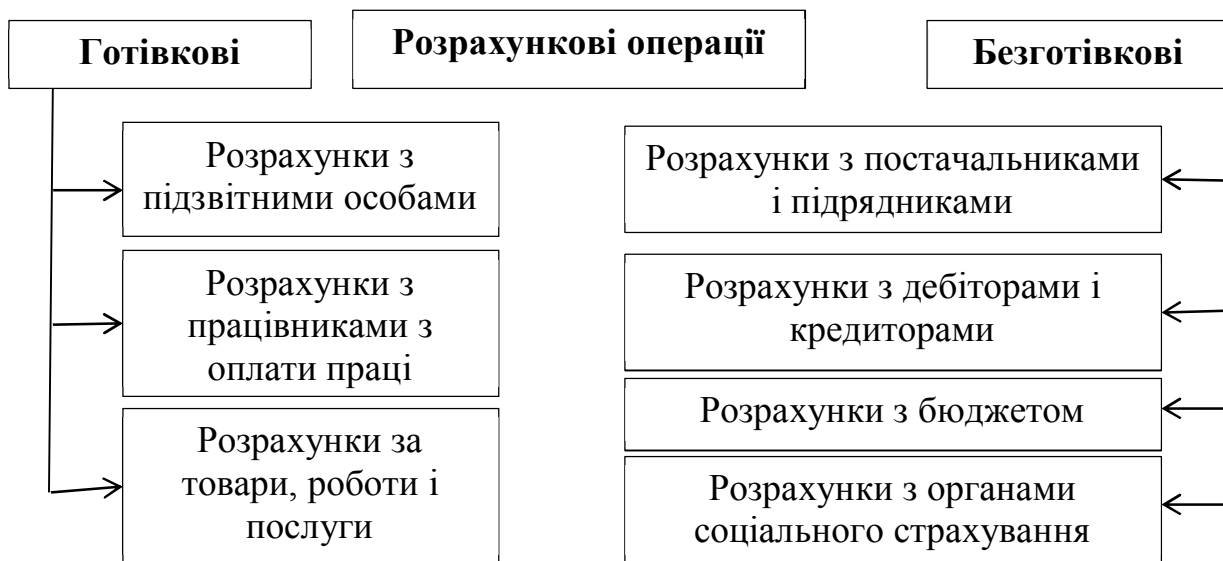 Готівкові
Розрахункові операції
Безготівкові
Розрахунки з
підзвітними особами
Розрахунки з
працівниками з
оплати праці
Розрахунки за
товари, роботи і
послуги
Розрахунки з постачальниками
і підрядниками
Розрахунки з дебіторами і
кредиторами
Розрахунки з бюджетом
Розрахунки з органами
соціального страхування